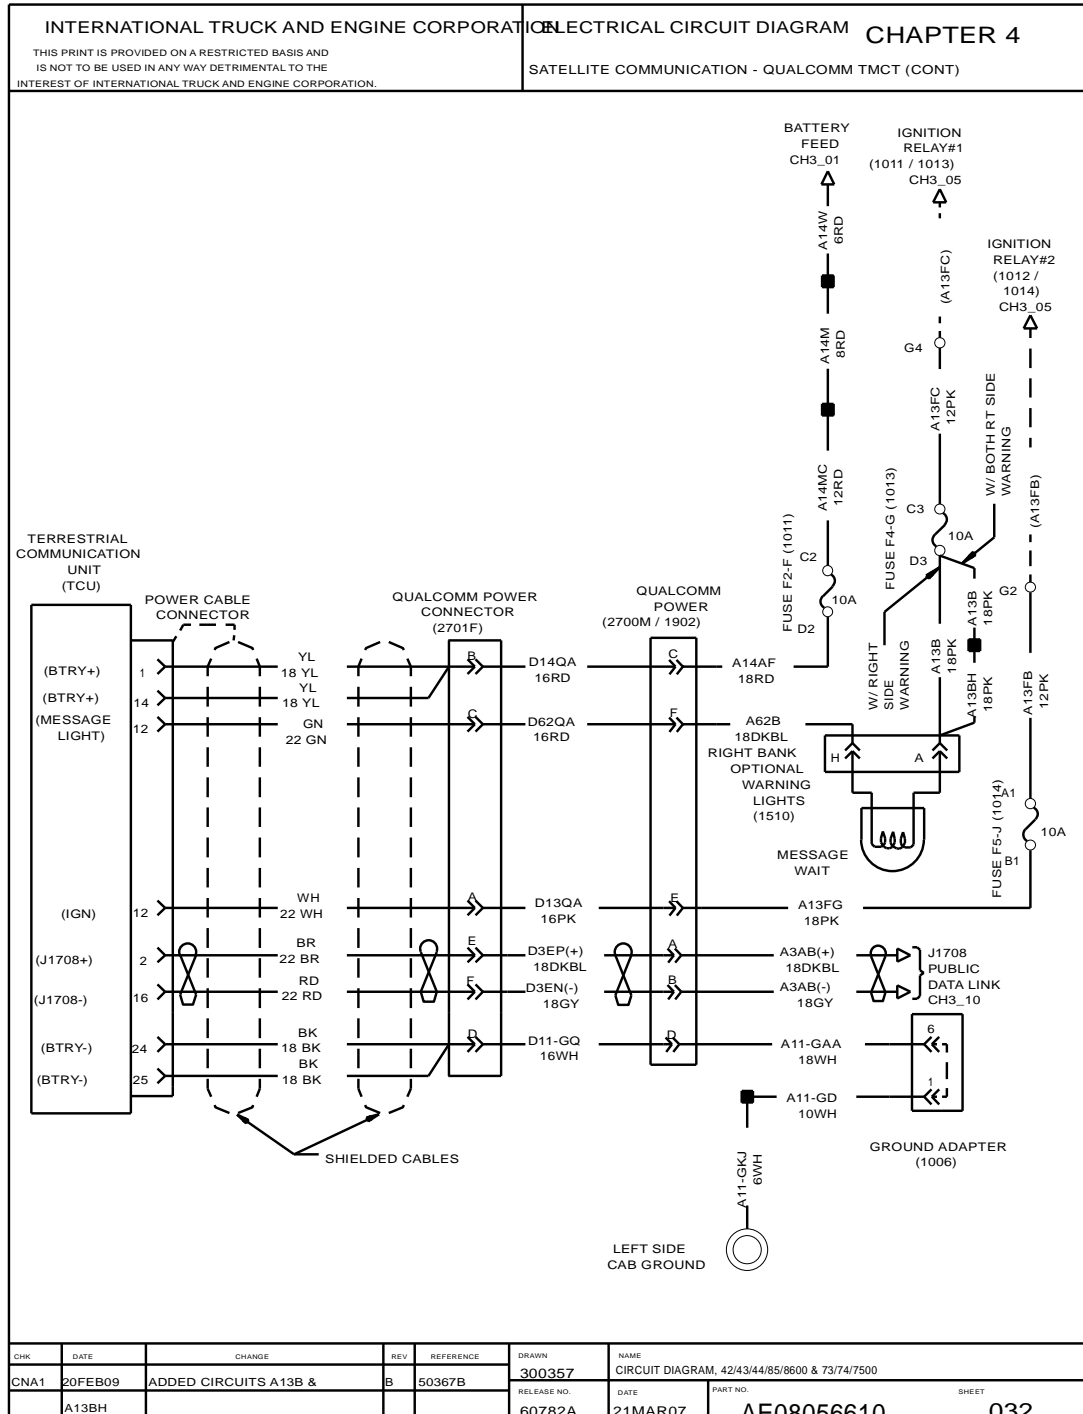 INTERNATIONAL TRUCK AND ENGINE CORPORATION
ELECTRICAL CIRCUIT DIAGRAM
CHAPTER 4
THIS PRINT IS PROVIDED ON A RESTRICTED BASIS AND
IS NOT TO BE USED IN ANY WAY DETRIMENTAL TO THE
INTEREST OF INTERNATIONAL TRUCK AND ENGINE CORPORATION.
SATELLITE COMMUNICATION - QUALCOMM TMCT (CONT)
BATTERY
FEED
CH3_01
IGNITION
RELAY#1
(1011 / 1013)
CH3_05
IGNITION
RELAY#2
(1012 /
1014)
CH3_05
A14W
6RD
(A13FC)
A14M
8RD
G4
A13FC
12PK
W/ BOTH RT SIDE
WARNING
A14MC
12RD
FUSE F4-G (1013)
C3
10A
D3
(A13FB)
FUSE F2-F (1011)
C2
10A
D2
G2
A13B
18PK
A13B
18PK
W/ RIGHT
SIDE
WARNING
A13BH
18PK
A13FB
12PK
TERRESTRIAL
COMMUNICATION
UNIT
(TCU)
POWER CABLE
CONNECTOR
QUALCOMM POWER
CONNECTOR
(2701F)
QUALCOMM
POWER
(2700M / 1902)
(BTRY+)
1
YL
18 YL
B
D14QA
16RD
C
A14AF
18RD
(BTRY+)
14
YL
18 YL
(MESSAGE
LIGHT)
12
GN
22 GN
C
D62QA
16RD
F
A62B
18DKBL
RIGHT BANK
OPTIONAL
WARNING
LIGHTS
(1510)
H
A
MESSAGE
WAIT
FUSE F5-J (1014)
A1
10A
B1
(IGN)
12
WH
22 WH
A
D13QA
16PK
E
A13FG
18PK
(J1708+)
2
BR
22 BR
E
D3EP(+)
18DKBL
A
A3AB(+)
18DKBL
J1708
PUBLIC
DATA LINK
CH3_10
(J1708-)
16
RD
22 RD
F
D3EN(-)
18GY
B
A3AB(-)
18GY
(BTRY-)
24
BK
18 BK
D
D11-GQ
16WH
D
A11-GAA
18WH
6
(BTRY-)
25
BK
18 BK
A11-GD
10WH
1
GROUND ADAPTER
(1006)
SHIELDED CABLES
A11-GKJ
6WH
LEFT SIDE
CAB GROUND
CHK
DATE
CHANGE
REV
REFERENCE
DRAWN
NAME
CNA1
20FEB09
ADDED CIRCUITS A13B &
B
50367B
300357
CIRCUIT DIAGRAM, 42/43/44/85/8600 & 73/74/7500
A13BH
RELEASE NO.
DATE
PART NO.
SHEET
60782A
21MAR07
AE08056610
032